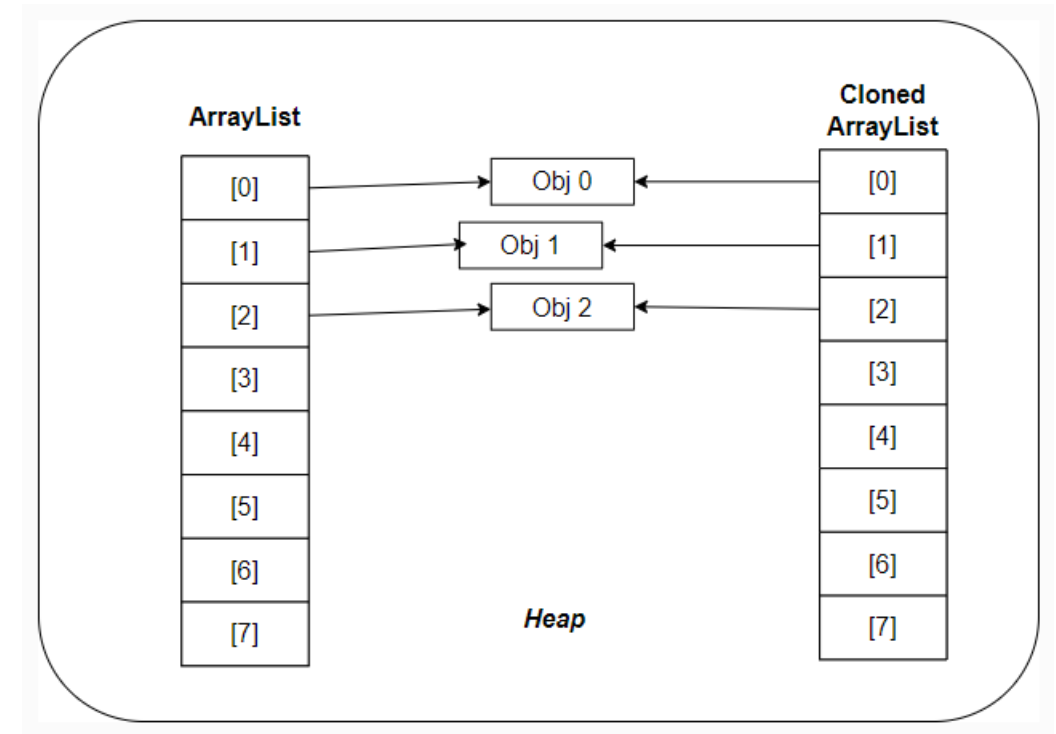 ArrayList
Cloned
ArrayList
[0]
Obj 0
[0]
[1]
Obj 1
[1]
[2]
Obj 2
[2]
[3]
[3]
[4]
[4]
[5]
[5]
[6]
[6]
Heap
[7]
[7]